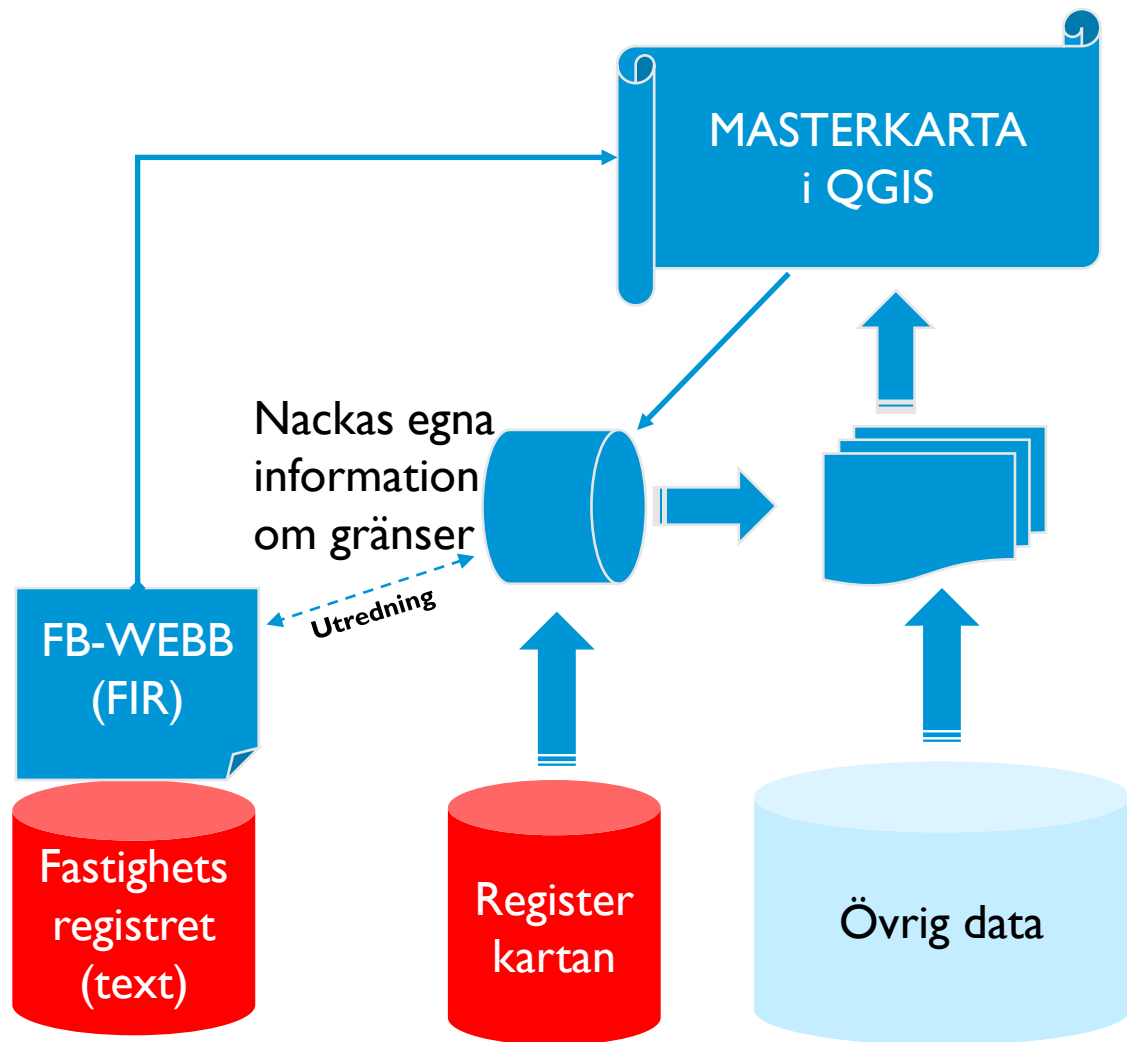 MASTERKARTA
i QGIS
Nackas egna
information
om gränser
Utredning
FB-WEBB
(FIR)
Fastighets
registret
(text)
Register
kartan
Övrig data